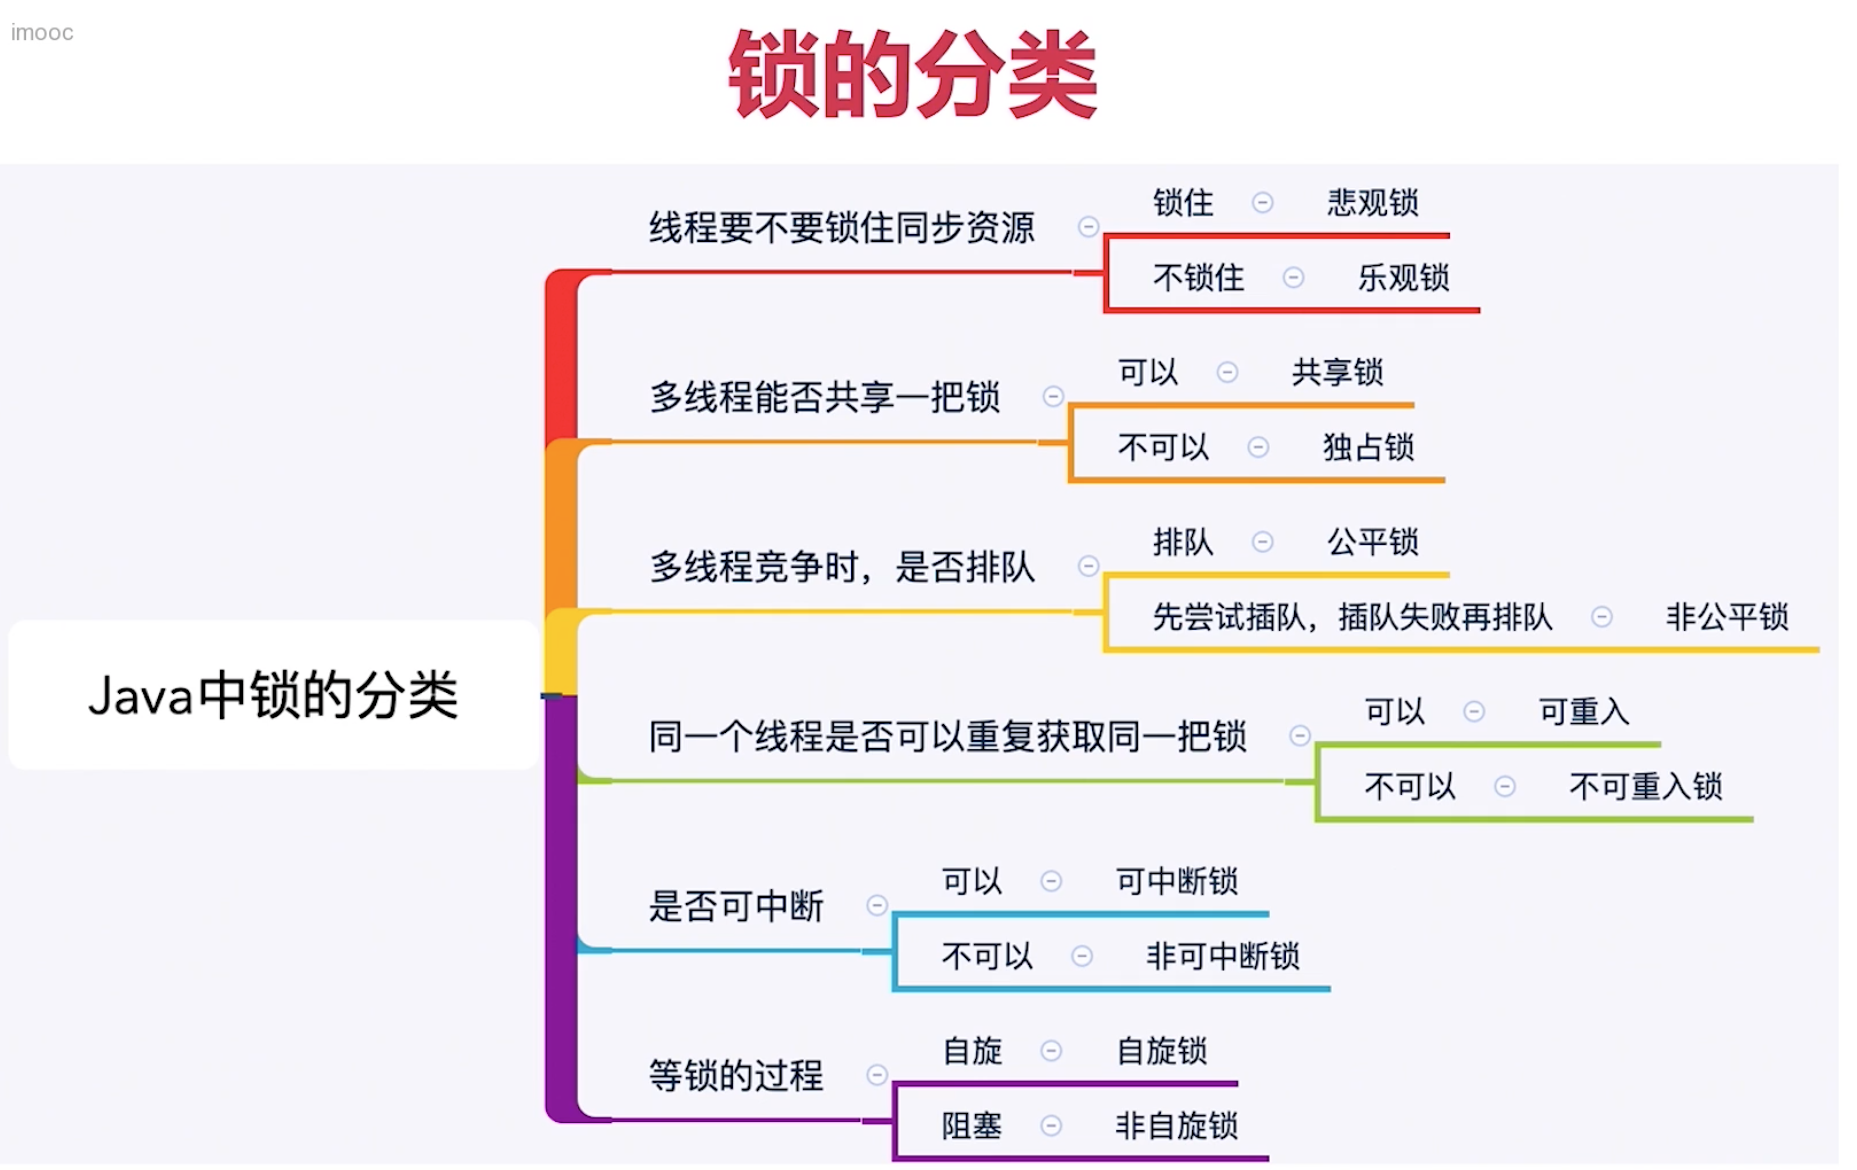 imooc
锁的分类
Java中锁的分类
线程要不要锁住同步资源
锁住 悲观锁
不锁住 乐观锁
多线程能否共享一把锁
可以 共享锁
不可以 独占锁
多线程竞争时，是否排队
排队 公平锁
先尝试插队，插队失败再排队 非公平锁
同一个线程是否可以重复获取同一把锁
可以 可重入
不可以 不可重入锁
是否可中断
可以 可中断锁
不可以 非可中断锁
等锁的过程
自旋 自旋锁
阻塞 非自旋锁